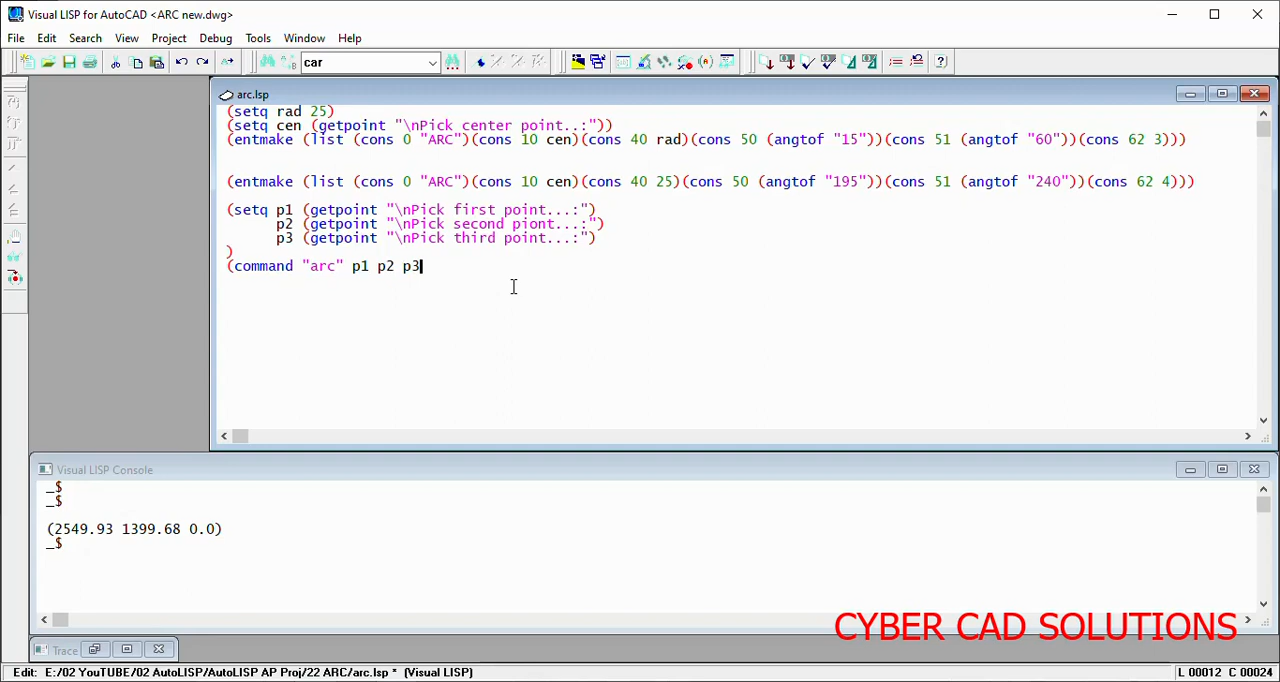 Visual LISP for AutoCAD <ARC new.dwg>
File Edit Search View Project Debug Tools Window Help
car
arc.lsp
(setq rad 25)
(setq cen (getpoint "\nPick center point..:"))
(entmake (list (cons 0 "ARC")(cons 10 cen)(cons 40 rad)(cons 50 (angtof "15"))(cons 51 (angtof "60"))(cons 62 3)))
(entmake (list (cons 0 "ARC")(cons 10 cen)(cons 40 25)(cons 50 (angtof "195"))(cons 51 (angtof "240"))(cons 62 4)))
(setq p1 (getpoint "\nPick first point...:")
p2 (getpoint "\nPick second piont...:")
p3 (getpoint "\nPick third point...:")
)
(command "arc" p1 p2 p3
Visual LISP Console
_$
_$
(2549.93 1399.68 0.0)
_$
CYBER CAD SOLUTIONS
Trace
Edit: E:/02 YouTUBE/02 AutoLISP/AutoLISP AP Proj/22 ARC/arc.lsp * (Visual LISP)
L 00012 C 00024